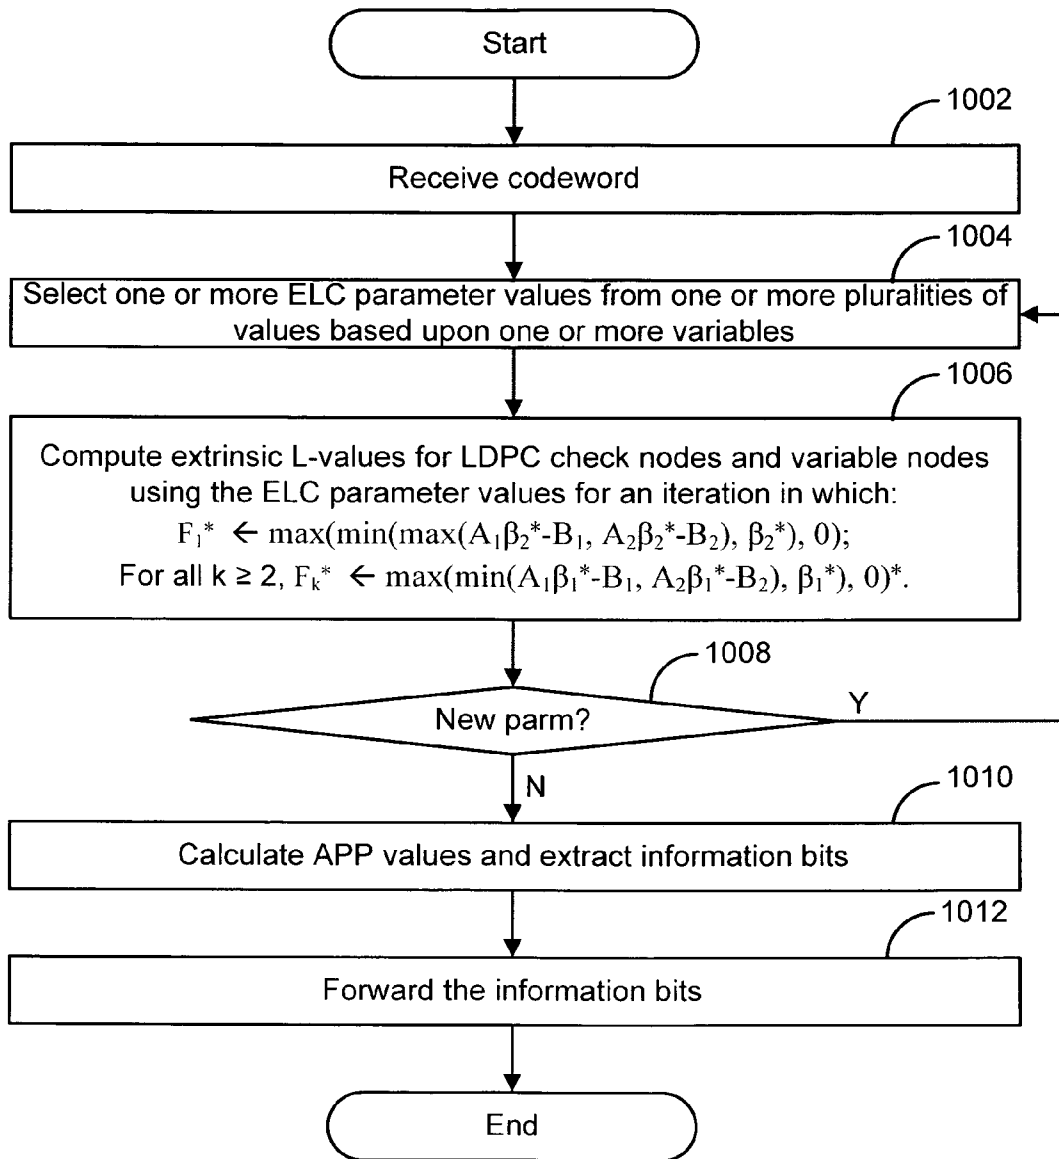 Start
1002
Receive codeword
1004
Select one or more ELC parameter values from one or more pluralities of
values based upon one or more variables
1006
Compute extrinsic L-values for LDPC check nodes and variable nodes
using the ELC parameter values for an iteration in which:
F₁* ← max(min(max(A₁β₂*-B₁, A₂β₂*-B₂), β₂*), 0);
For all k ≥ 2, Fₖ* ← max(min(A₁β₁*-B₁, A₂β₁*-B₂), β₁*), 0)*.
1008
New parm?
Y
N
1010
Calculate APP values and extract information bits
1012
Forward the information bits
End